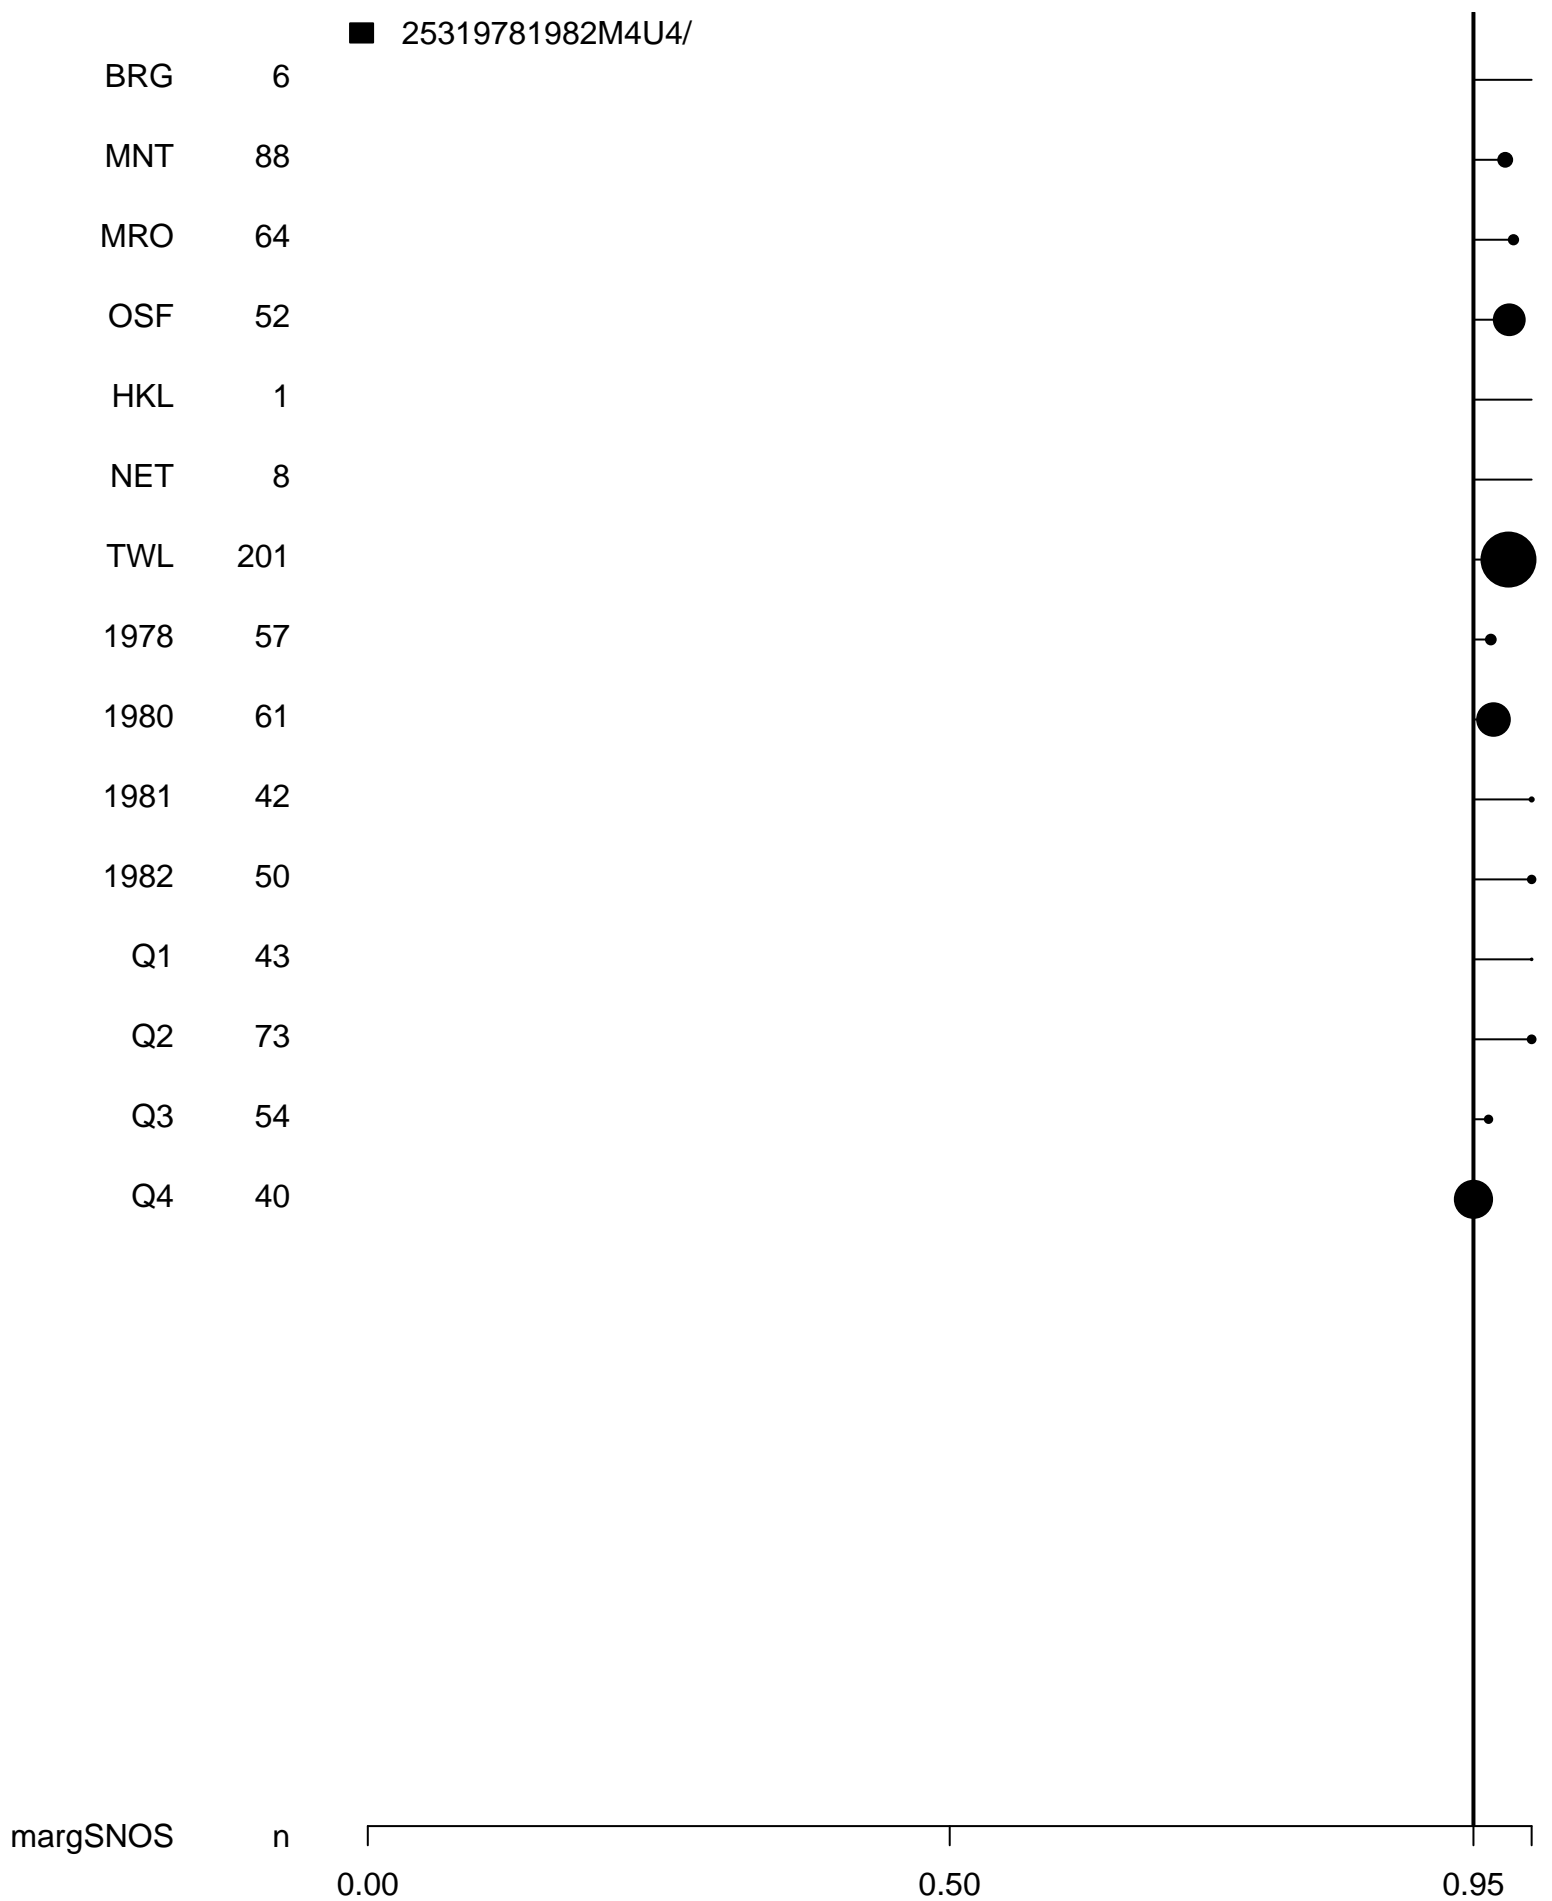 25319781982M4U4/
BRG 6
MNT 88
MRO 64
OSF 52
HKL 1
NET 8
TWL 201
1978 57
1980 61
1981 42
1982 50
Q1 43
Q2 73
Q3 54
Q4 40
margSNOS n
0.00 0.50 0.95